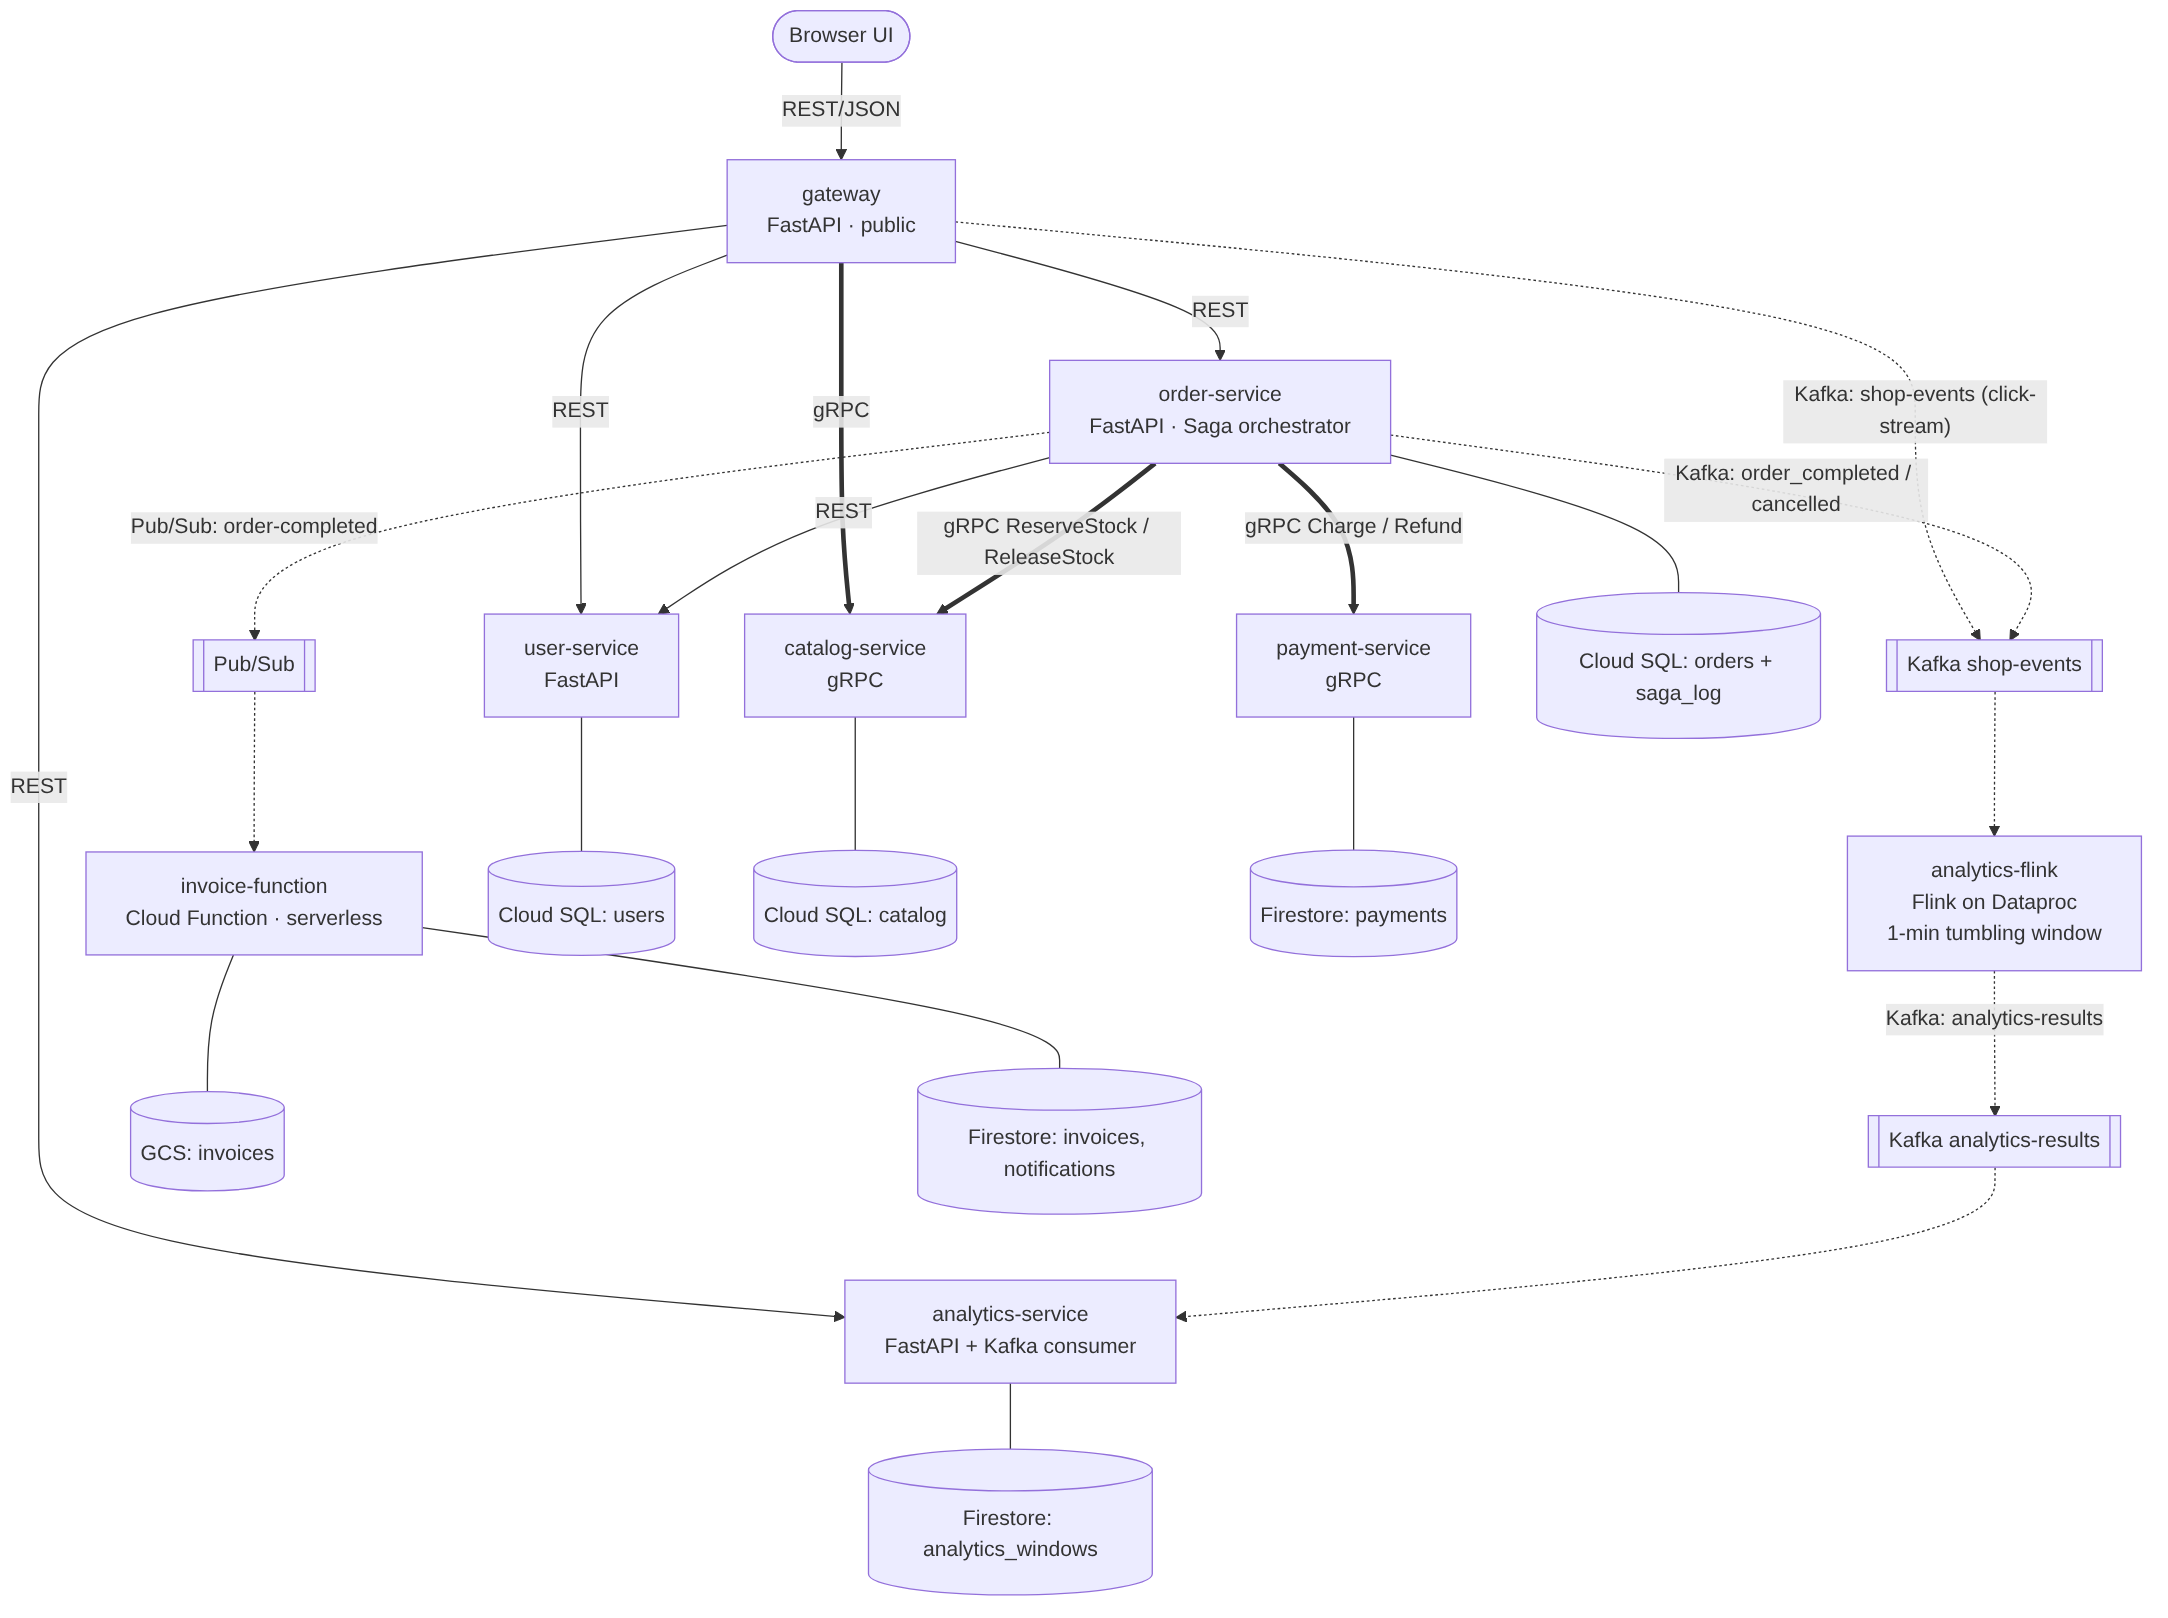 Browser UI
REST/JSON
gateway
FastAPI · public
REST
Kafka: shop-events (click-
stream)
order-service
FastAPI · Saga orchestrator
REST
gRPC
Kafka: order_completed /
cancelled
Pub/Sub: order-completed
REST
gRPC ReserveStock /
ReleaseStock
gRPC Charge / Refund
Pub/Sub
user-service
FastAPI
catalog-service
gRPC
payment-service
gRPC
Cloud SQL: orders +
saga_log
Kafka shop-events
REST
invoice-function
Cloud Function · serverless
Cloud SQL: users
Cloud SQL: catalog
Firestore: payments
analytics-flink
Flink on Dataproc
1-min tumbling window
Kafka: analytics-results
GCS: invoices
Firestore: invoices,
notifications
Kafka analytics-results
analytics-service
FastAPI + Kafka consumer
Firestore:
analytics_windows